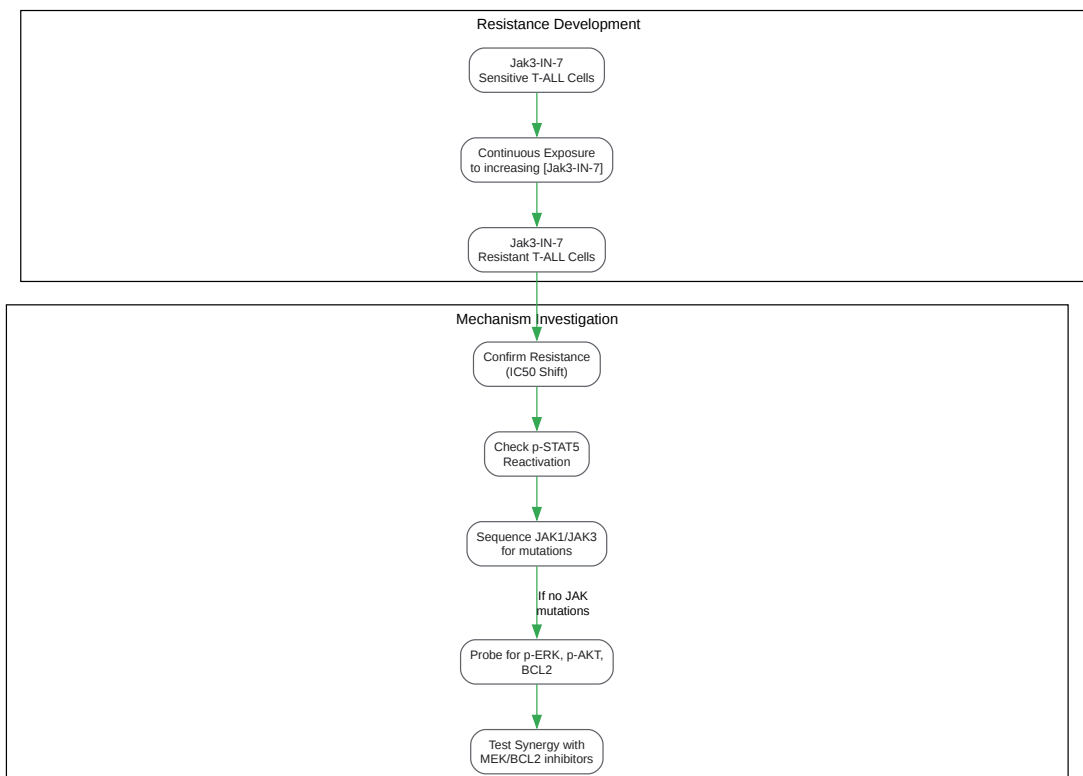 Resistance Development
Jak3-IN-7
Sensitive T-ALL Cells
Continuous Exposure
to increasing [Jak3-IN-7]
Jak3-IN-7
Resistant T-ALL Cells
Mechanism Investigation
Confirm Resistance
(IC50 Shift)
Check p-STAT5
Reactivation
Sequence JAK1/JAK3
for mutations
If no JAK
mutations
Probe for p-ERK, p-AKT,
BCL2
Test Synergy with
MEK/BCL2 inhibitors